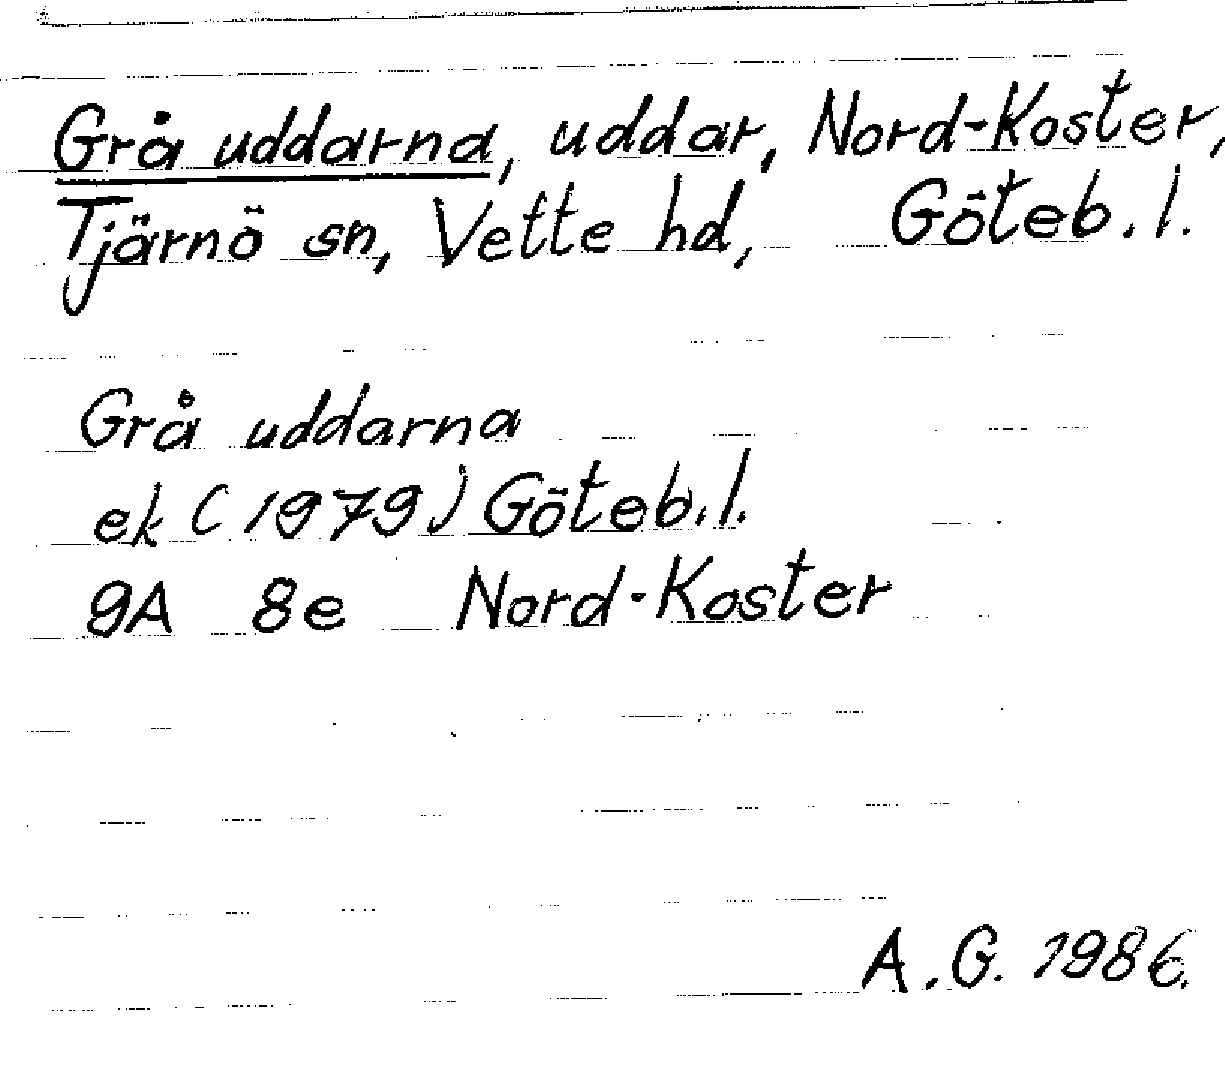 Grå uddarna, uddar, Nord-Koster,
Tjärnö sn, Vette hd, Göteb. l.
Grå uddarna
ek (1979) Göteb. l.
9A 8e Nord-Koster
A.G. 1986.